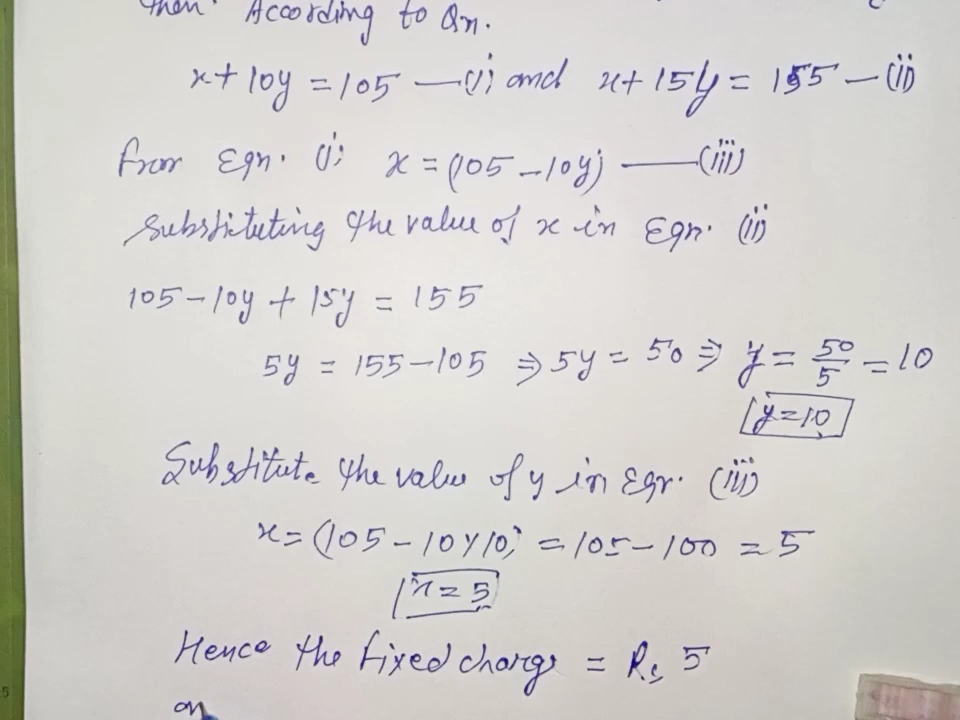 then. According to Qn.
x + 10y = 105 — (i) and x + 15y = 155 — (ii)
from Eqn. (i) x = (105 - 10y) — (iii)
Substituting the value of x in Eqn. (ii)
105 - 10y + 15y = 155
5y = 155 - 105 ⇒ 5y = 50 ⇒ y = 50/5 = 10
y = 10
Substitute the value of y in Eqn. (iii)
x = (105 - 10 × 10) = 105 - 100 = 5
x = 5
Hence the fixed charge = Rs 5